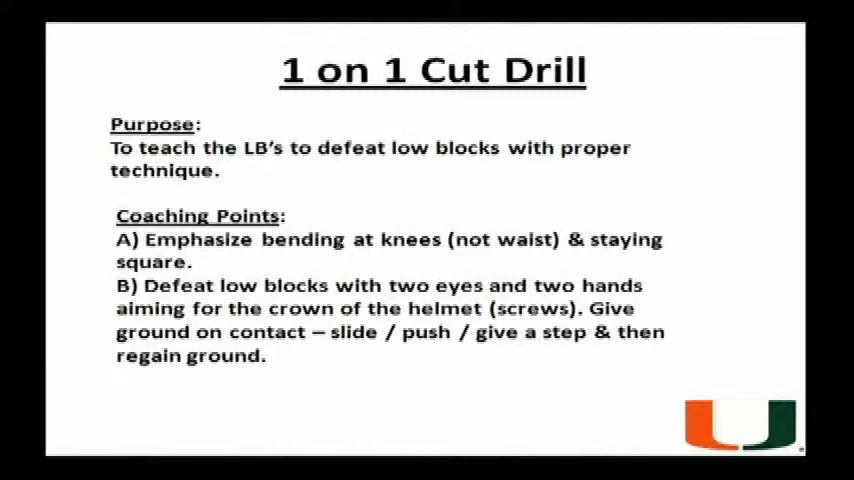 1 on 1 Cut Drill
Purpose:
To teach the LB's to defeat low blocks with proper
technique.
Coaching Points:
A) Emphasize bending at knees (not waist) & staying
square.
B) Defeat low blocks with two eyes and two hands
aiming for the crown of the helmet (screws). Give
ground on contact – slide / push / give a step & then
regain ground.